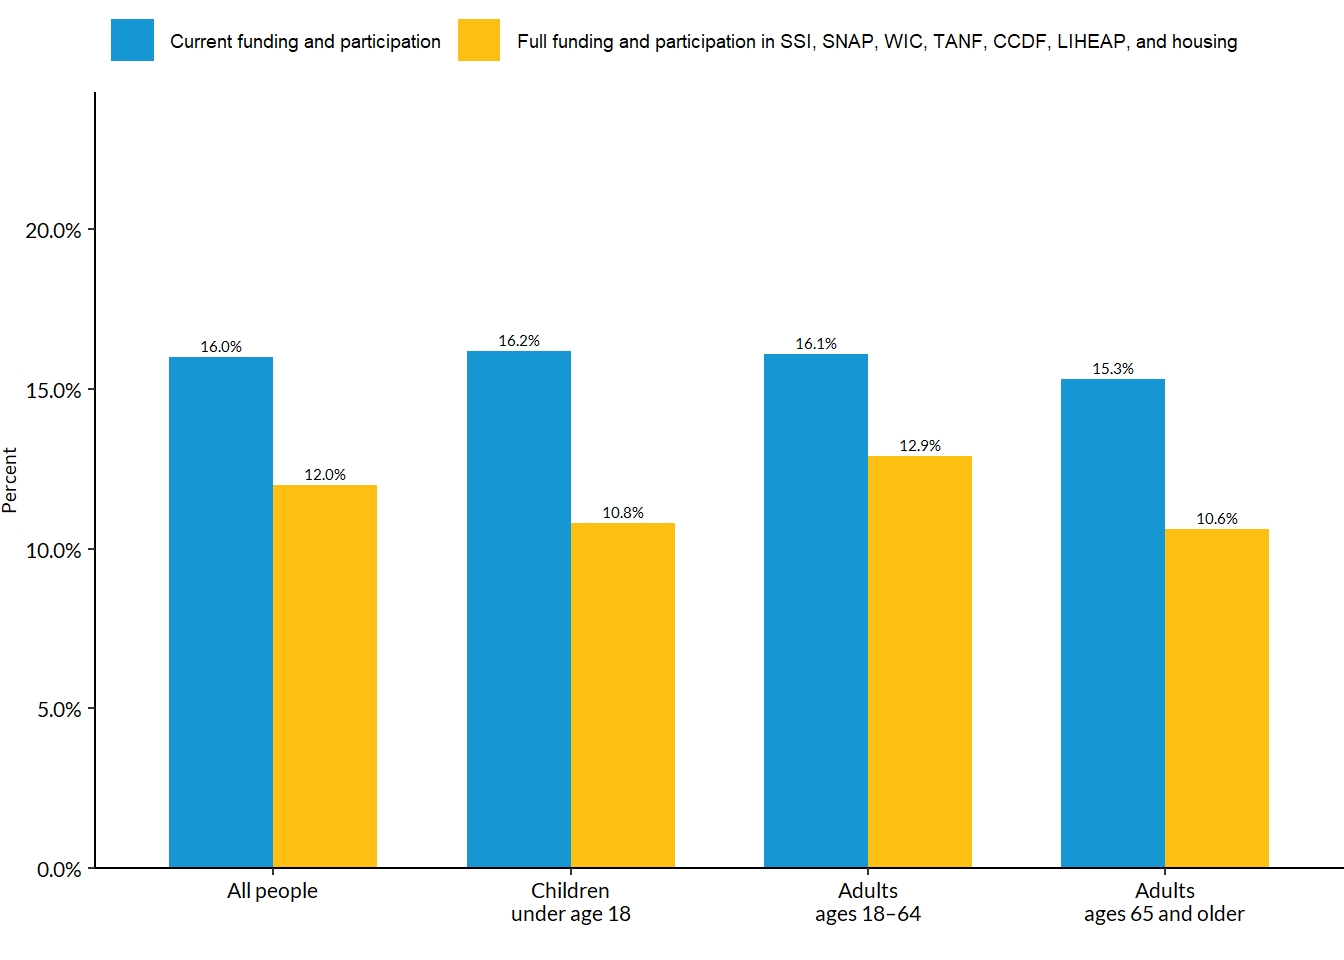 Current funding and participation
Full funding and participation in SSI, SNAP, WIC, TANF, CCDF, LIHEAP, and housing
Percent
20.0%
15.0%
10.0%
5.0%
0.0%
16.0%
12.0%
16.2%
10.8%
16.1%
12.9%
15.3%
10.6%
All people
Children
under age 18
Adults
ages 18–64
Adults
ages 65 and older